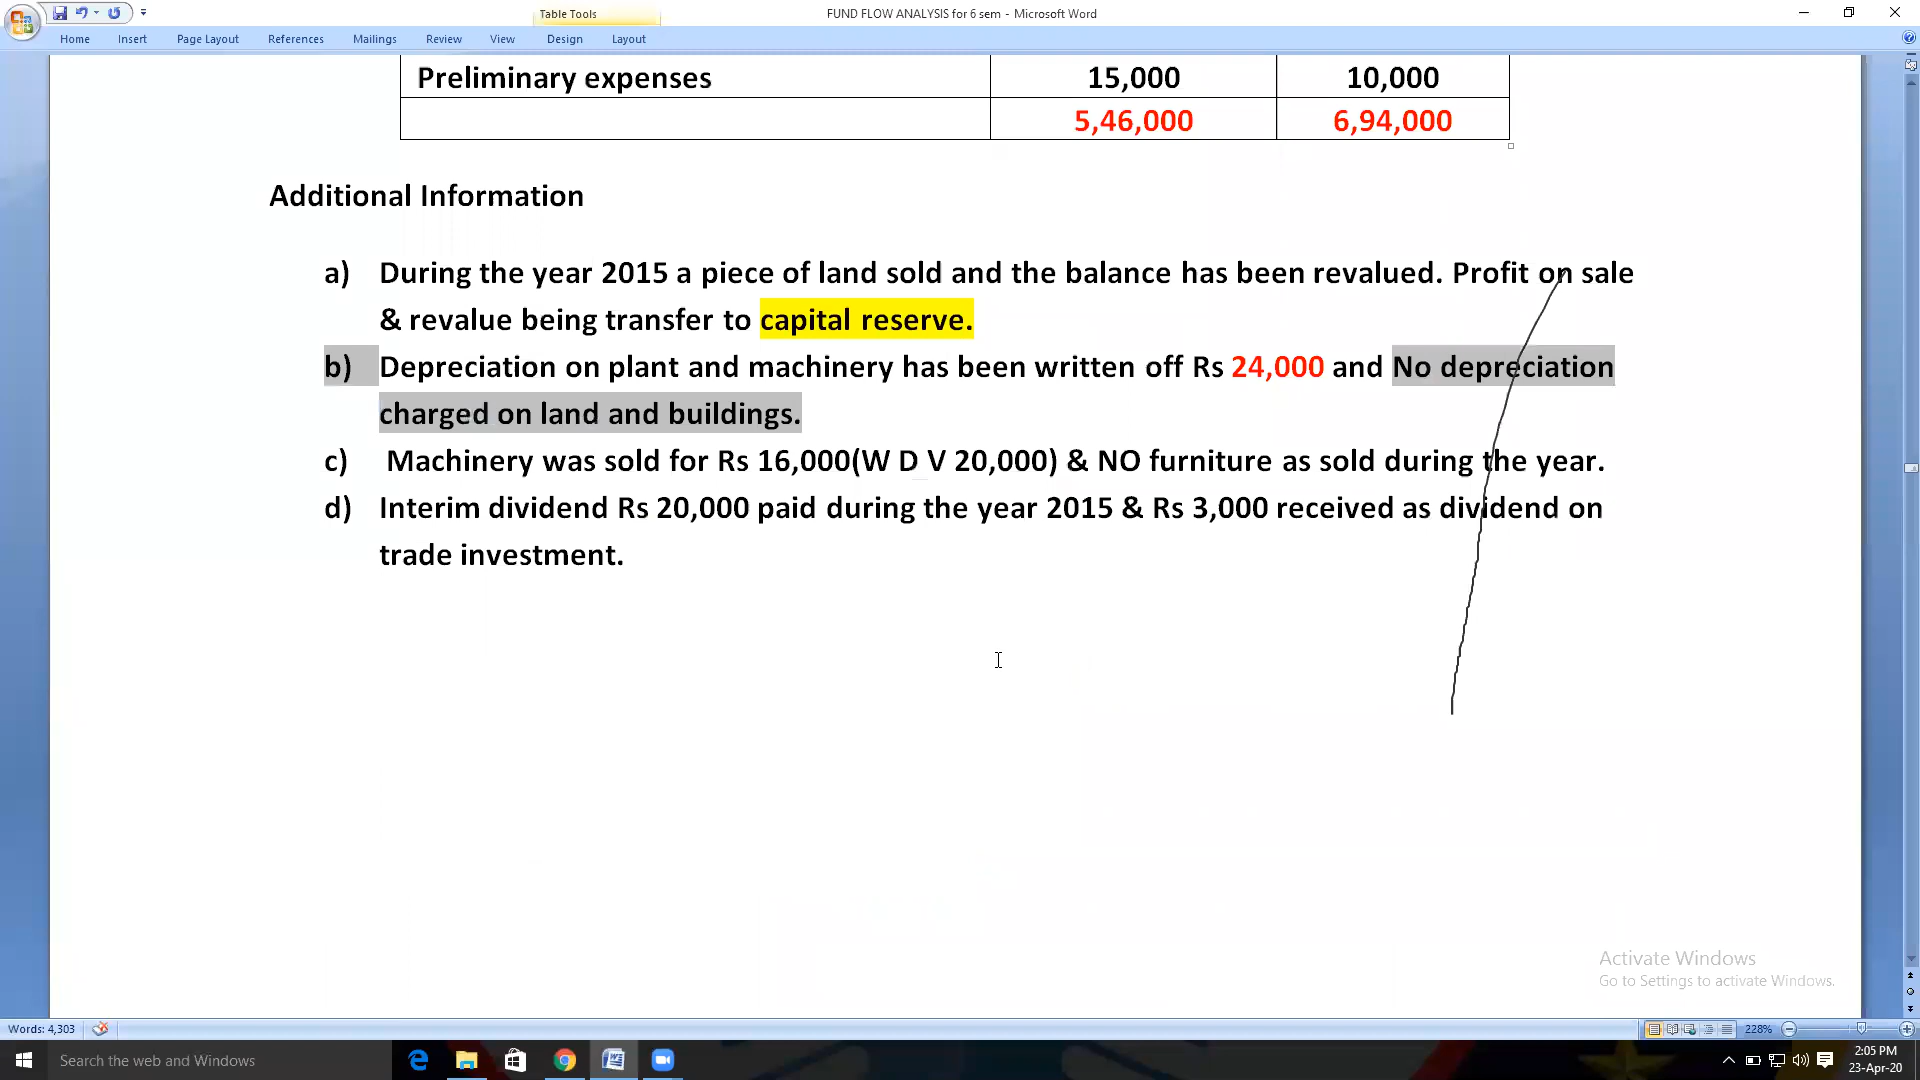 Table Tools
FUND FLOW ANALYSIS for 6 sem - Microsoft Word
Home Insert Page Layout References Mailings Review View Design Layout
Preliminary expenses 15,000 10,000
5,46,000 6,94,000
Additional Information
a) During the year 2015 a piece of land sold and the balance has been revalued. Profit on sale
& revalue being transfer to capital reserve.
b) Depreciation on plant and machinery has been written off Rs 24,000 and No depreciation
charged on land and buildings.
c) Machinery was sold for Rs 16,000(W D V 20,000) & NO furniture as sold during the year.
d) Interim dividend Rs 20,000 paid during the year 2015 & Rs 3,000 received as dividend on
trade investment.
Activate Windows
Go to Settings to activate Windows.
Words: 4,303 228%
Search the web and Windows
2:05 PM
23-Apr-20